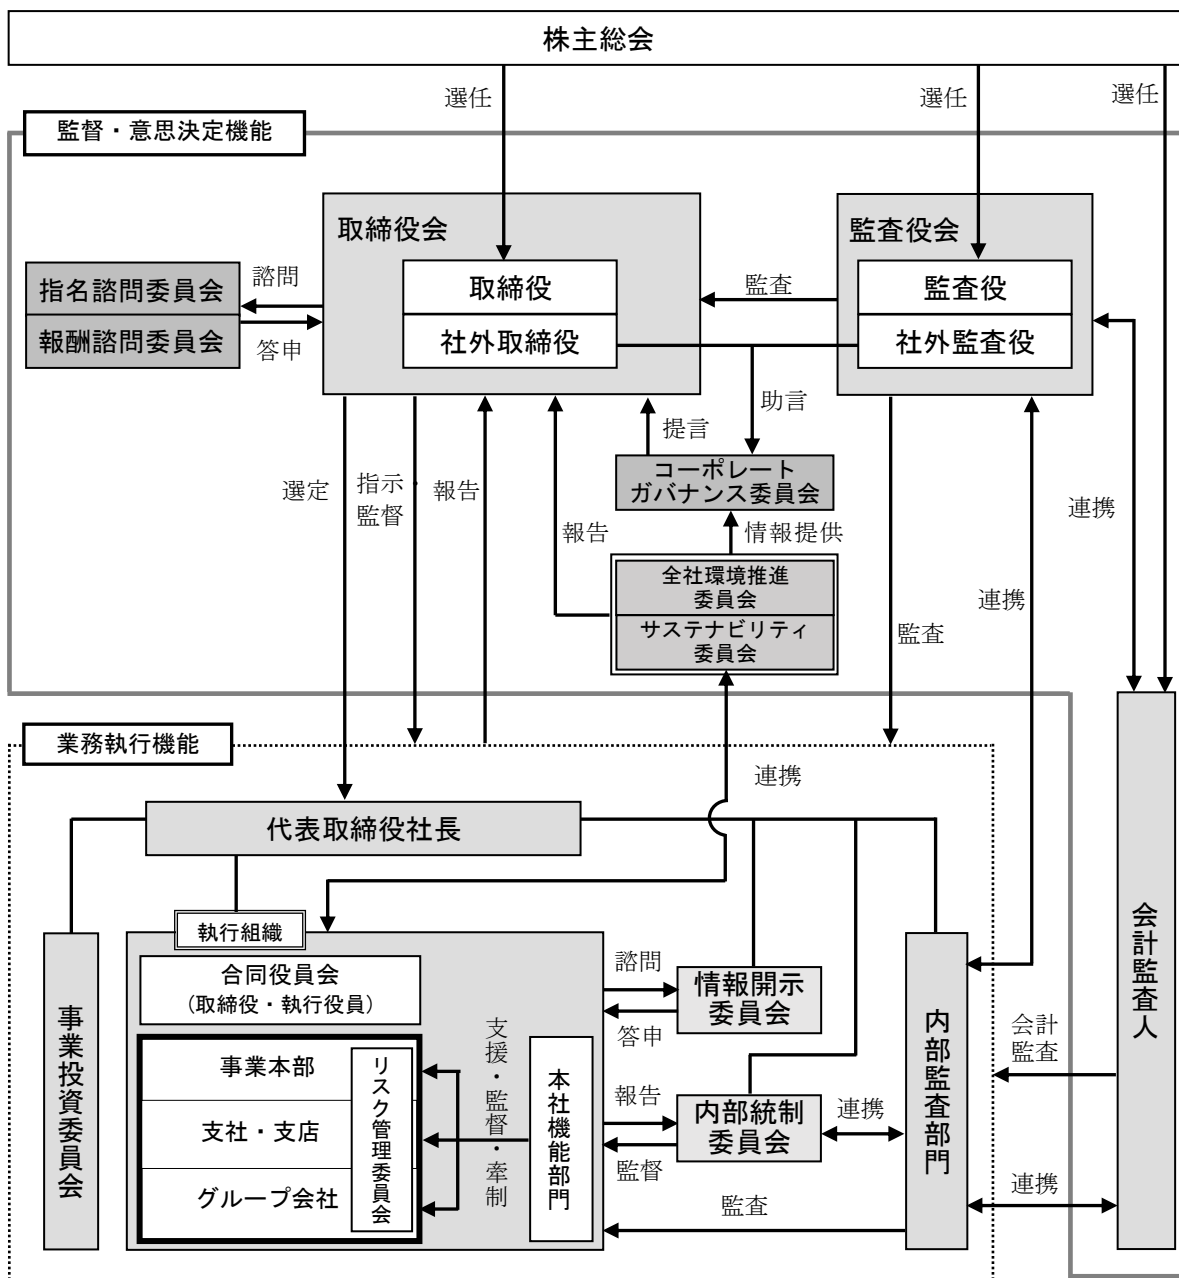 株主総会
選任
選任
選任
監督・意思決定機能
取締役会
監査役会
取締役
社外取締役
監査役
社外監査役
指名諮問委員会
報酬諮問委員会
諮問
答申
監査
助言
提言
コーポレート
ガバナンス委員会
選定
指示
監督
報告
報告
情報提供
全社環境推進
委員会
サステナビリティ
委員会
監査
連携
連携
業務執行機能
連携
代表取締役社長
執行組織
合同役員会
(取締役・執行役員)
事業本部
支社・支店
グループ会社
リスク管理委員会
支援・監督・牽制
本社機能部門
諮問
答申
情報開示
委員会
報告
監督
内部統制
委員会
連携
監査
事業投資委員会
内部監査部門
会計
監査
連携
会計監査人